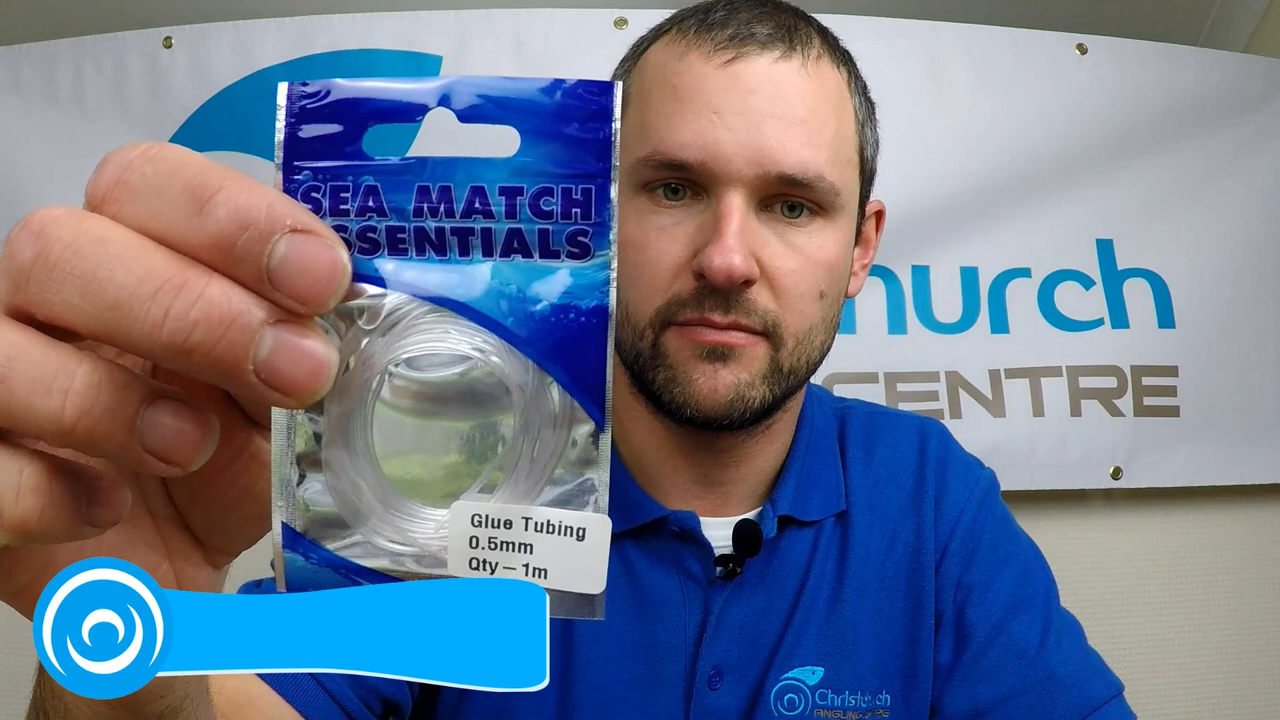 SEA MATCH
ESSENTIALS
Glue Tubing
0.5mm
Qty – 1m
hurch
CENTRE
Christchurch